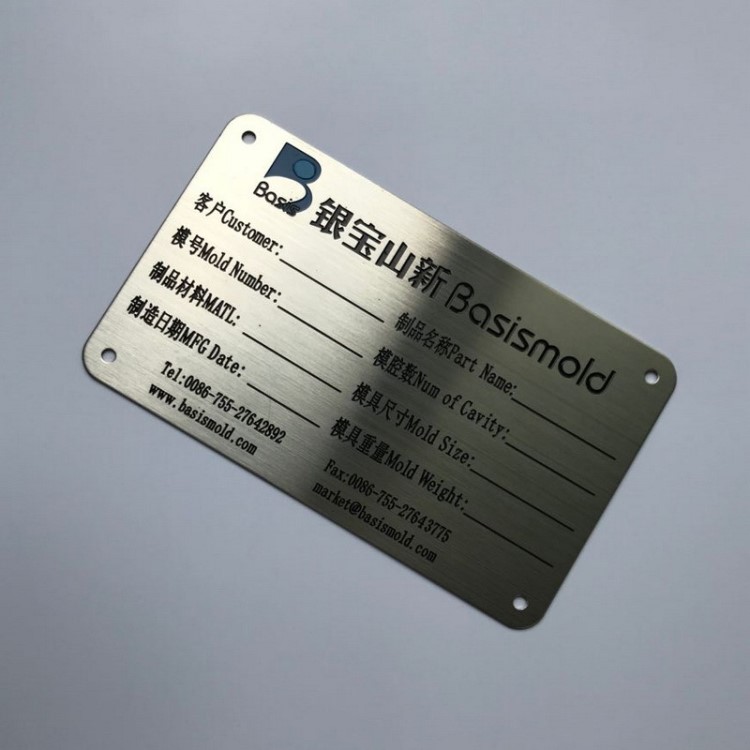 Basis
银宝山新 Basismold
客户Customer:
制品名称Part Name:
模号Mold Number:
模腔数Num of Cavity:
制品材料MATL:
模具尺寸Mold Size:
制造日期MFG Date:
模具重量Mold Weight:
Tel:0086-755-27642892
Fax:0086-755-27643775
www.basismold.com
market@basismold.com